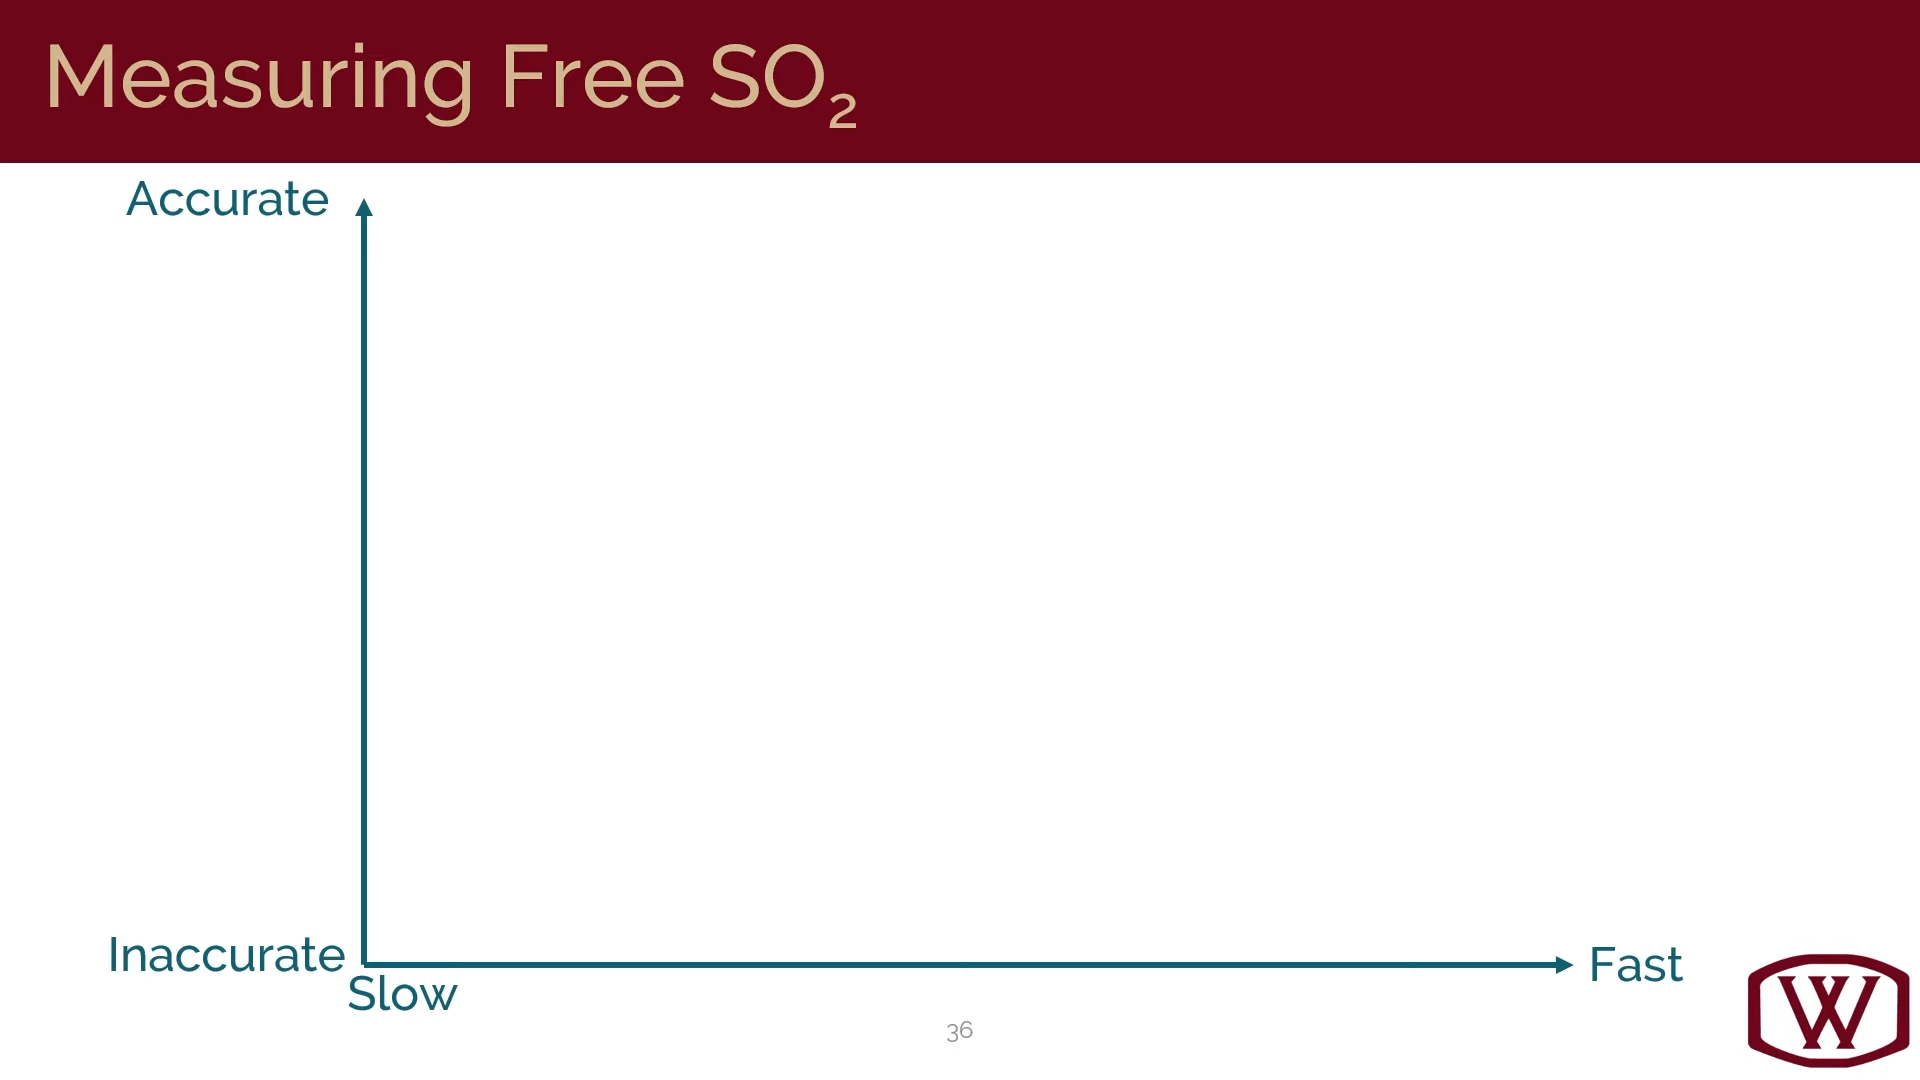 Measuring Free SO₂
Accurate
Inaccurate
Slow
Fast
36
W